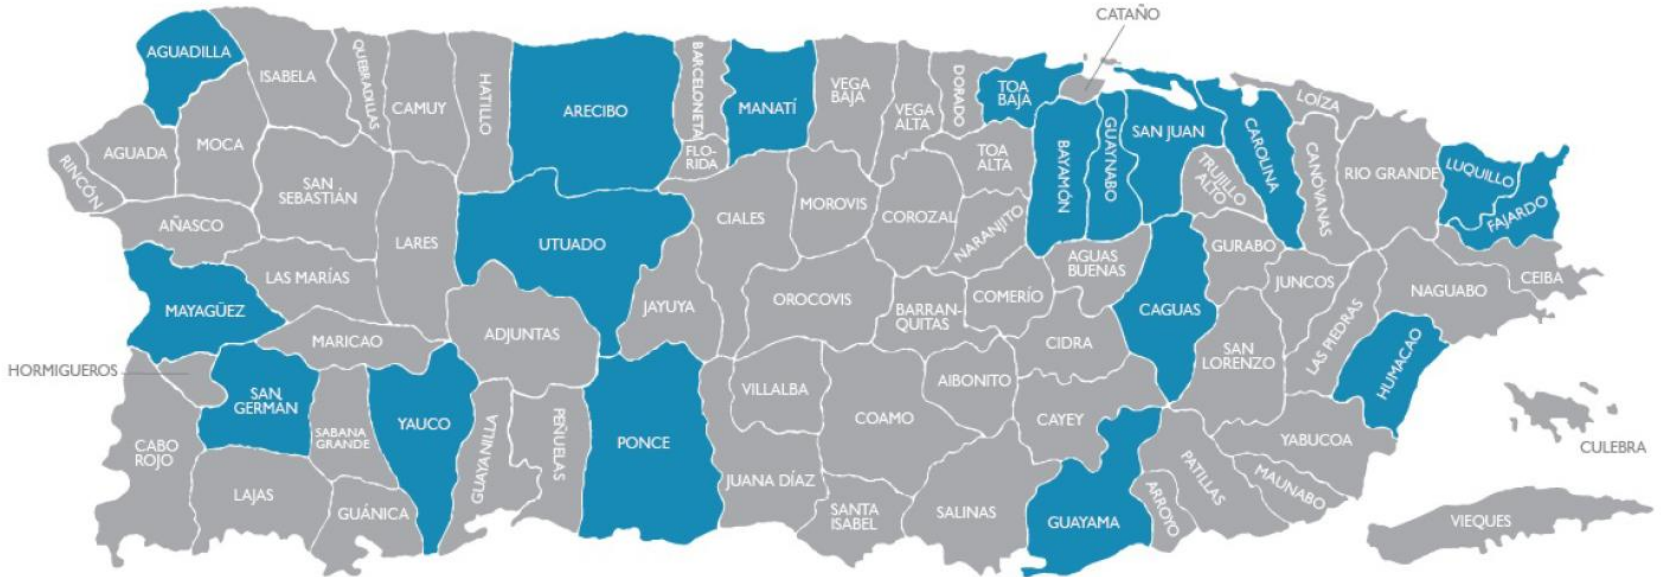 CATAÑO
AGUADILLA
ISABELA
QUEBRADILLAS
CAMUY
HATILLO
ARECIBO
BARCELONETA
MANATÍ
VEGA
BAJA
VEGA
ALTA
DORADO
TOA
BAJA
LOÍZA
AGUADA
MOCA
FLO-
RIDA
TOA
ALTA
BAYAMÓN
GUAYNABO
SAN JUAN
TRUJILLO
ALTO
CAROLINA
CANÓVANAS
RIO GRANDE
LUQUILLO
FAJARDO
RINCÓN
AÑASCO
SAN
SEBASTIÁN
LARES
UTUADO
CIALES
MOROVIS
COROZAL
NARANJITO
AGUAS
BUENAS
GURABO
CEIBA
MAYAGÜEZ
LAS MARÍAS
JAYUYA
OROCOVIS
BARRAN-
QUITAS
COMERÍO
CAGUAS
JUNCOS
LAS PIEDRAS
NAGUABO
MARICAO
ADJUNTAS
CIDRA
SAN
LORENZO
HUMACAO
HORMIGUEROS
SAN
GERMAN
SABANA
GRANDE
YAUCO
GUAYANILLA
PEÑUELAS
PONCE
VILLALBA
COAMO
AIBONITO
CAYEY
YABUCOA
CULEBRA
CABO
ROJO
LAJAS
GUÁNICA
JUANA DÍAZ
SANTA
ISABEL
SALINAS
GUAYAMA
ARROYO
PATILLAS
MAUNABO
VIEQUES